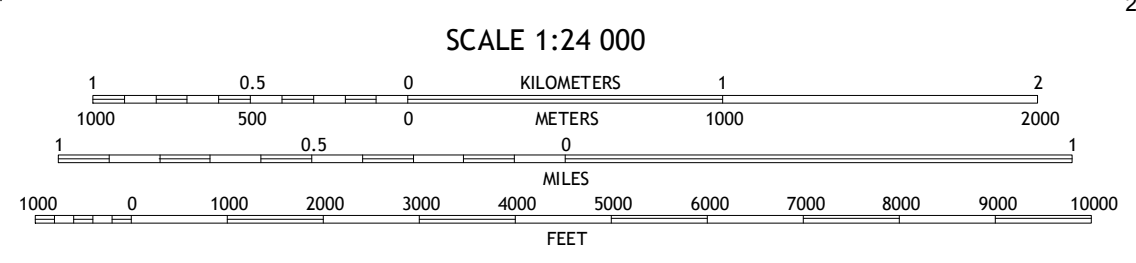 2
SCALE 1:24 000
1 0.5 0 KILOMETERS 1 2
1000 500 0 METERS 1000 2000
1 0.5 0 1
MILES
1000 0 1000 2000 3000 4000 5000 6000 7000 8000 9000 10000
FEET